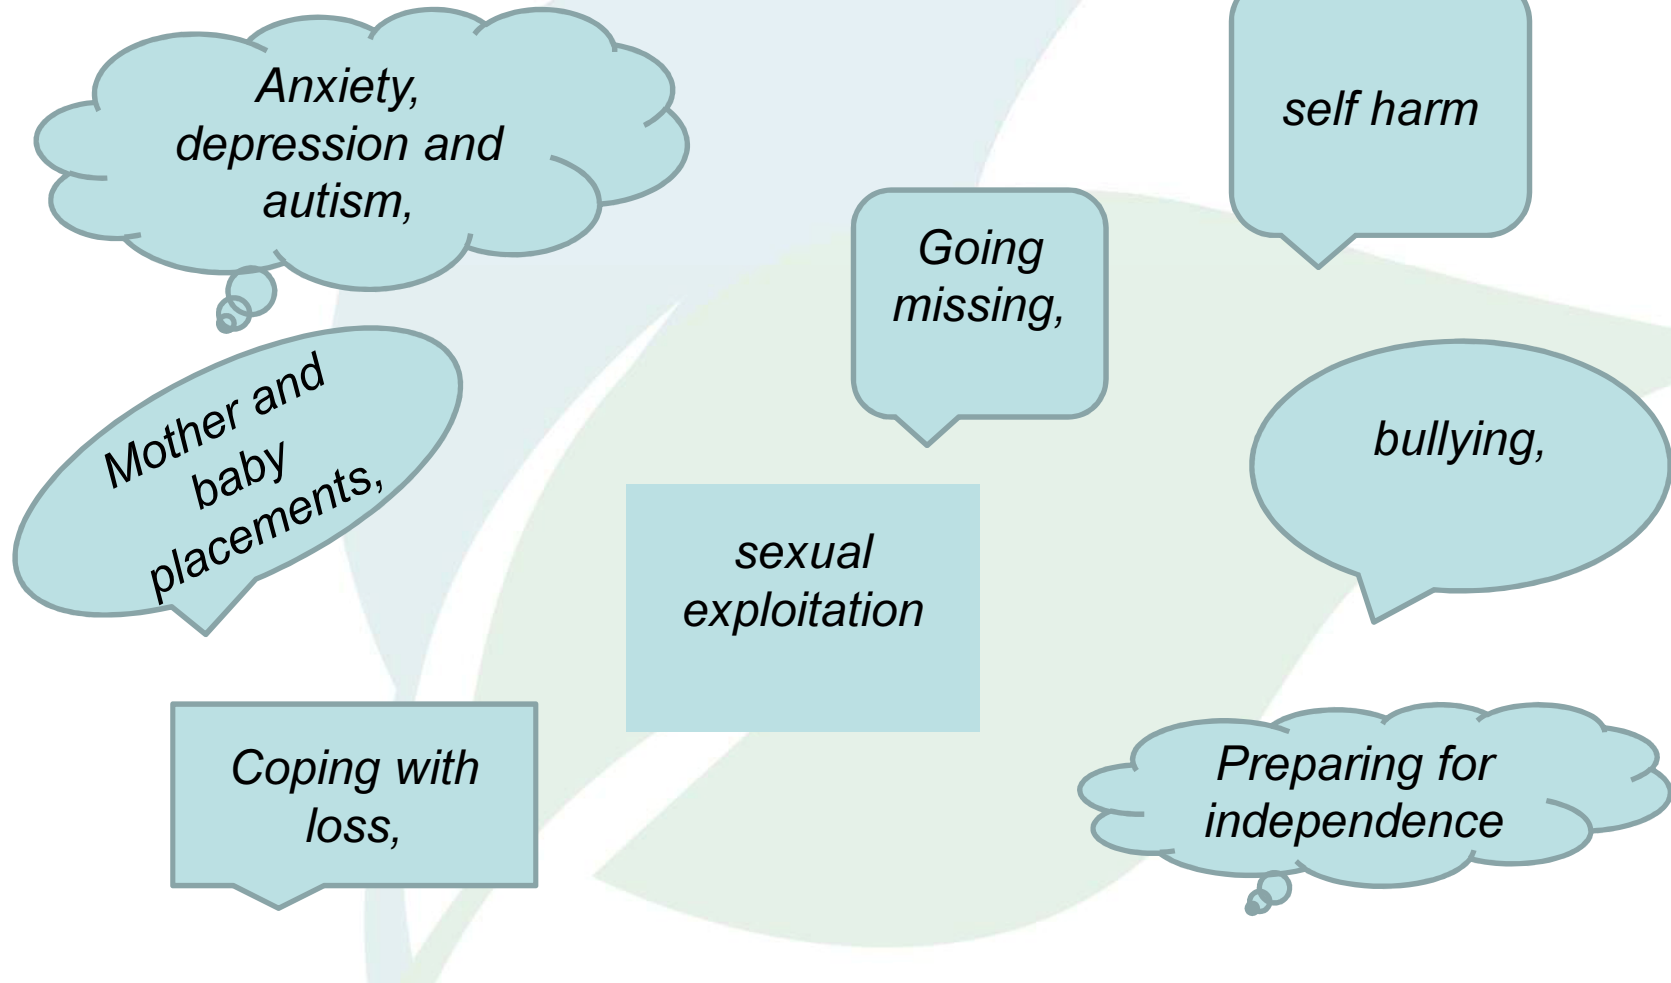 Anxiety,
depression and
autism,
self harm
Going
missing,
Mother and
baby
placements,
bullying,
sexual
exploitation
Coping with
loss,
Preparing for
independence